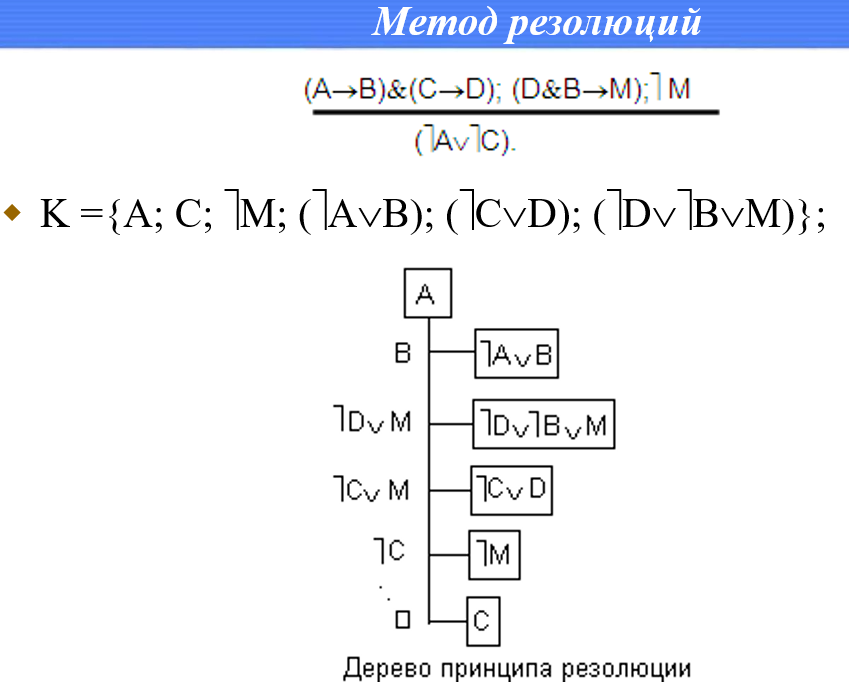 Метод резолюций
(A→B)&(C→D); (D&B→M);⏋M
(⏋A∨⏋C).
K ={A; C; ⏋M; (⏋A∨B); (⏋C∨D); (⏋D∨⏋B∨M)};
A
B ⏋A∨B
⏋D∨M ⏋D∨⏋B∨M
⏋C∨M ⏋C∨D
⏋C ⏋M
□ C
Дерево принципа резолюции